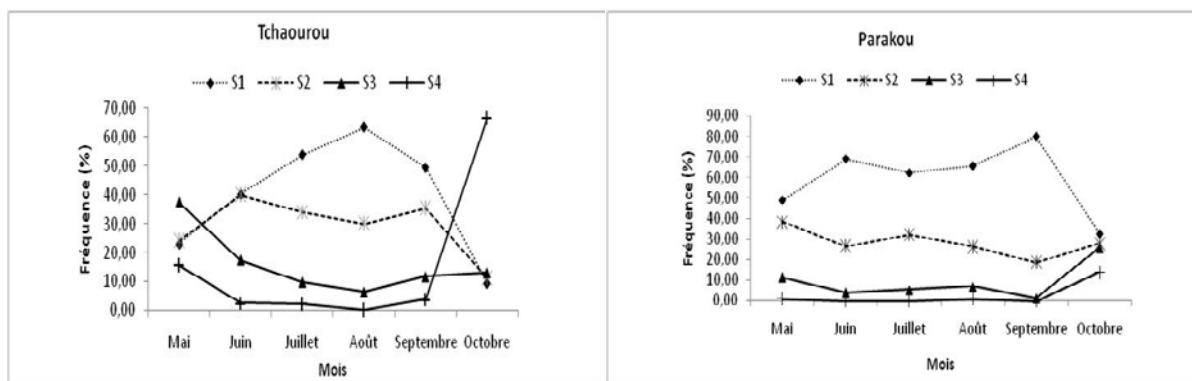 Tchaourou
S1 S2 S3 S4
Fréquence (%)
70,00
60,00
50,00
40,00
30,00
20,00
10,00
0,00
Mai Juin Juillet Août Septembre Octobre
Mois
Parakou
S1 S2 S3 S4
Fréquence (%)
90,00
80,00
70,00
60,00
50,00
40,00
30,00
20,00
10,00
0,00
Mai Juin Juillet Août Septembre Octobre
Mois